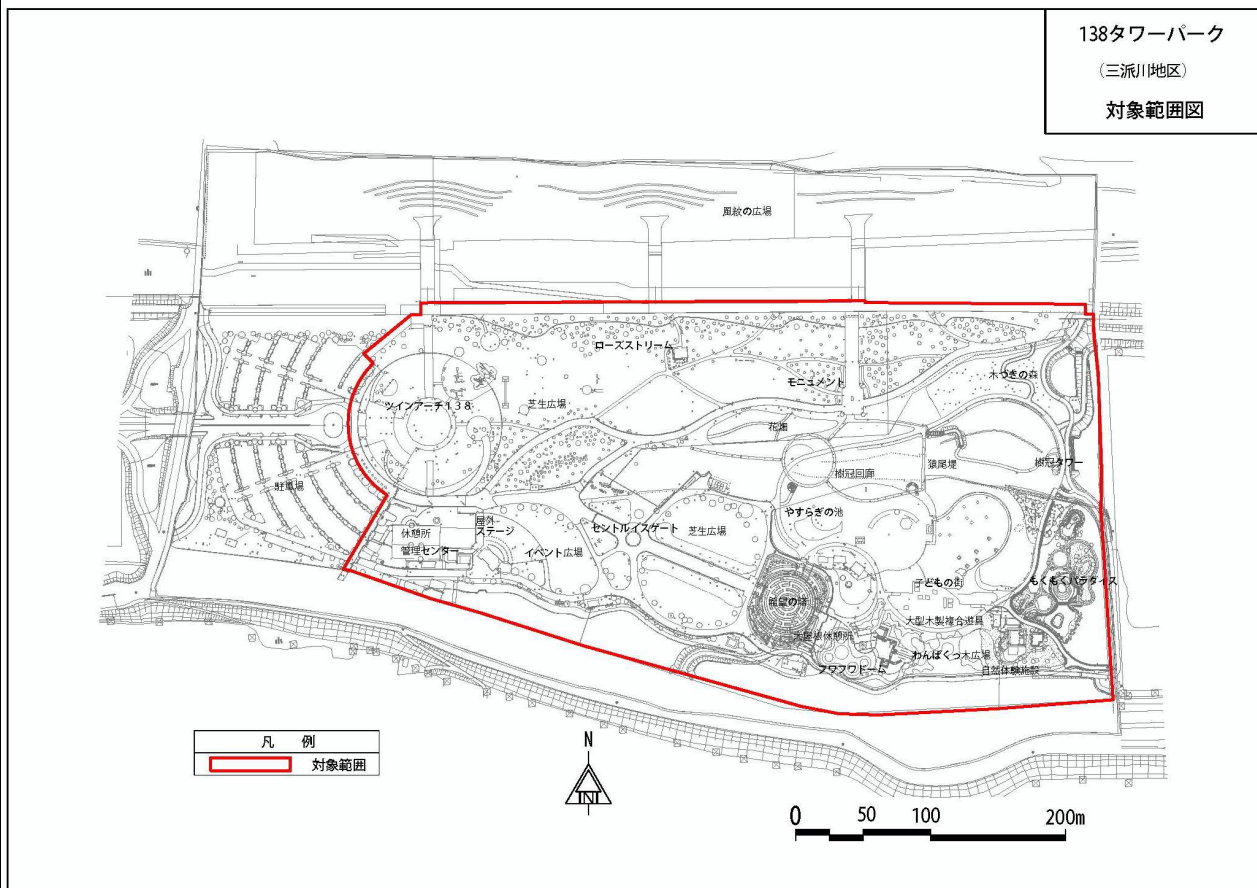 138タワーパーク
（三派川地区）
対象範囲図
風紋の広場
ローズストリーム
モニュメント
木づきの森
ツインアーチ138
芝生広場
花畑
樹冠回廊
猿尾堤
樹冠タワー
駐車場
休憩所
管理センター
屋外
ステージ
イベント広場
セントルイスゲート
芝生広場
やすらぎの池
子どもの街
もくもくパラダイス
大型木製複合遊具
大屋根休憩所
わんぱくっ木広場
フワフワドーム
自然体験施設
凡 例
対象範囲
N
0 50 100 200m